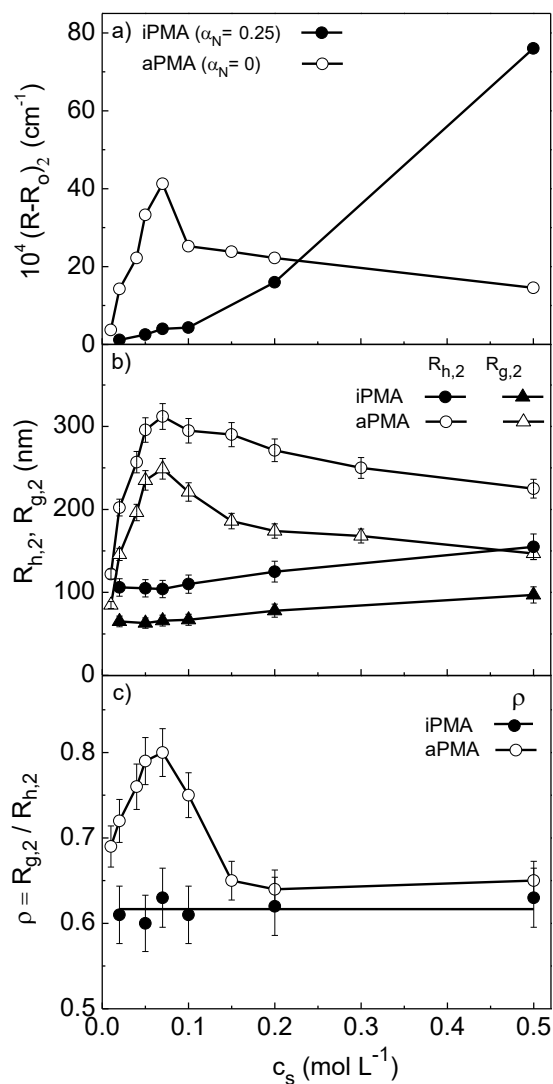 a)
iPMA (α_N = 0.25)
aPMA (α_N = 0)
10⁴ (R-R_o)₂ (cm⁻¹)
80
60
40
20
0
b)
R_h,2 R_g,2
iPMA
aPMA
R_h,2, R_g,2 (nm)
300
200
100
0
c)
ρ
iPMA
aPMA
ρ = R_g,2 / R_h,2
0.8
0.7
0.6
0.5
0.0 0.1 0.2 0.3 0.4 0.5
c_s (mol L⁻¹)